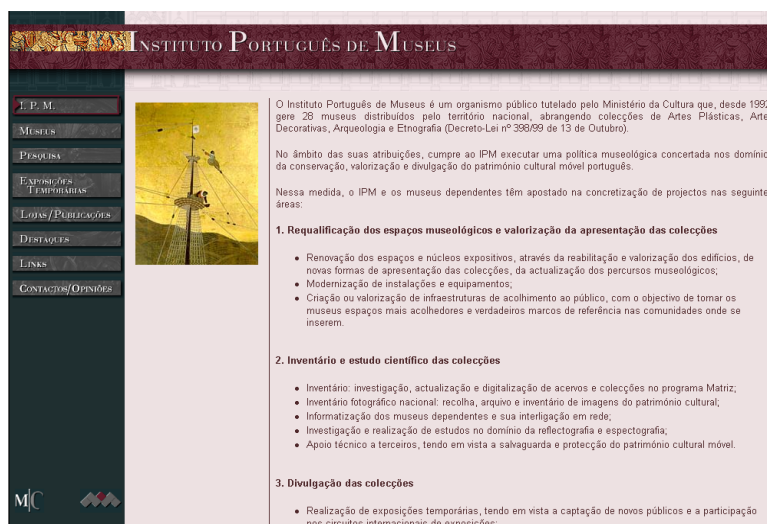 INSTITUTO PORTUGUÊS DE MUSEUS
I. P. M.
MUSEUS
PESQUISA
EXPOSIÇÕES
TEMPORÁRIAS
LOJAS/PUBLICAÇÕES
DESTAQUES
LINKS
CONTACTOS/OPINIÕES
M|C
O Instituto Português de Museus é um organismo público tutelado pelo Ministério da Cultura que, desde 1992
gere 28 museus distribuídos pelo território nacional, abrangendo colecções de Artes Plásticas, Arte
Decorativas, Arqueologia e Etnografia (Decreto-Lei nº 398/99 de 13 de Outubro).
No âmbito das suas atribuições, cumpre ao IPM executar uma política museológica concertada nos domínio
da conservação, valorização e divulgação do património cultural móvel português.
Nessa medida, o IPM e os museus dependentes têm apostado na concretização de projectos nas seguinte
áreas:
1. Requalificação dos espaços museológicos e valorização da apresentação das colecções
Renovação dos espaços e núcleos expositivos, através da reabilitação e valorização dos edifícios, de
novas formas de apresentação das colecções, da actualização dos percursos museológicos;
Modernização de instalações e equipamentos;
Criação ou valorização de infraestruturas de acolhimento ao público, com o objectivo de tornar os
museus espaços mais acolhedores e verdadeiros marcos de referência nas comunidades onde se
inserem.
2. Inventário e estudo científico das colecções
Inventário: investigação, actualização e digitalização de acervos e colecções no programa Matriz;
Inventário fotográfico nacional: recolha, arquivo e inventário de imagens do património cultural;
Informatização dos museus dependentes e sua interligação em rede;
Investigação e realização de estudos no domínio da reflectografia e espectografia;
Apoio técnico a terceiros, tendo em vista a salvaguarda e protecção do património cultural móvel.
3. Divulgação das colecções
Realização de exposições temporárias, tendo em vista a captação de novos públicos e a participação
nos circuitos internacionais de exposições;